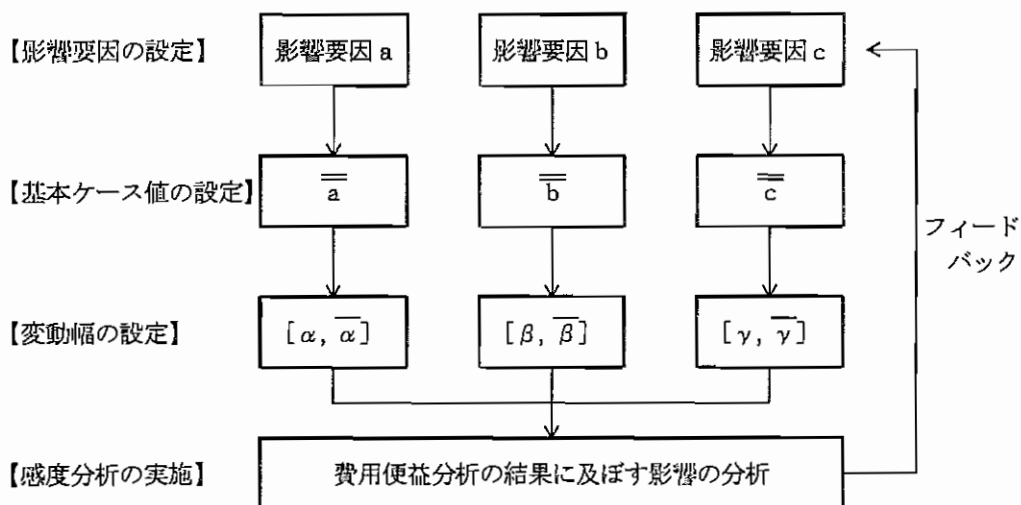 【影響要因の設定】 影響要因 a 影響要因 b 影響要因 c
【基本ケース値の設定】 a̿ b̿ c̿
フィード
バック
【変動幅の設定】 [α, α̅] [β, β̅] [γ, γ̅]
【感度分析の実施】 費用便益分析の結果に及ぼす影響の分析